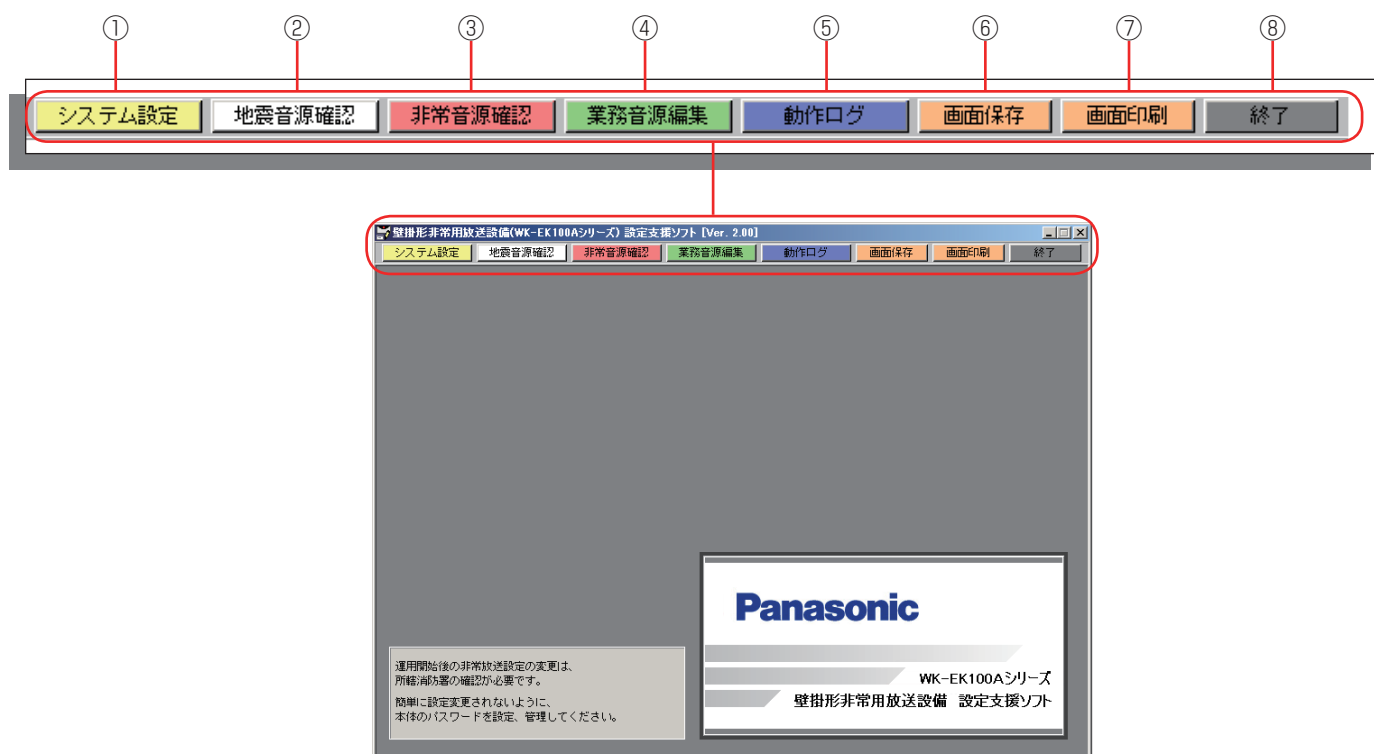 ① ② ③ ④ ⑤ ⑥ ⑦ ⑧
システム設定 地震音源確認 非常音源確認 業務音源編集 動作ログ 画面保存 画面印刷 終了
壁掛形非常用放送設備(WK-EK100Aシリーズ) 設定支援ソフト [Ver. 2.00]
システム設定 地震音源確認 非常音源確認 業務音源編集 動作ログ 画面保存 画面印刷 終了
Panasonic
WK-EK100Aシリーズ
壁掛形非常用放送設備 設定支援ソフト
運用開始後の非常放送設定の変更は、
所轄消防署の確認が必要です。
簡単に設定変更されないように、
本体のパスワードを設定、管理してください。